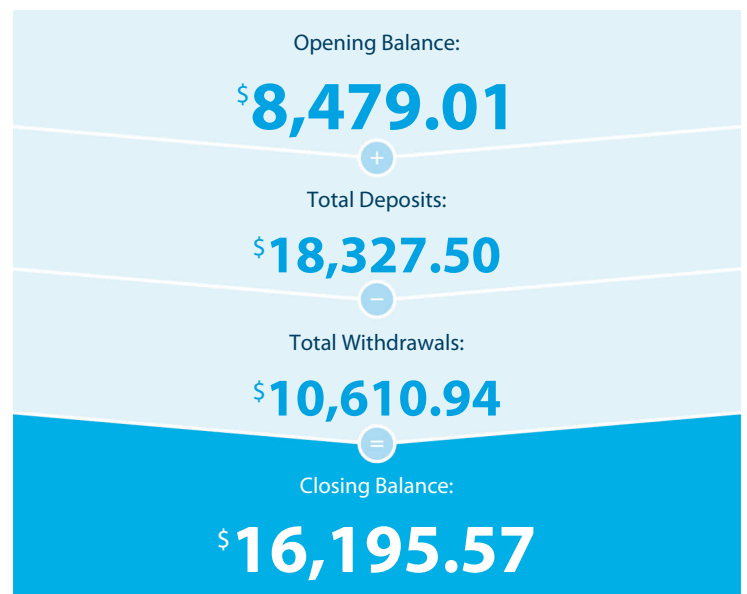 Opening Balance:
$8,479.01
+
Total Deposits:
$18,327.50
−
Total Withdrawals:
$10,610.94
=
Closing Balance:
$16,195.57